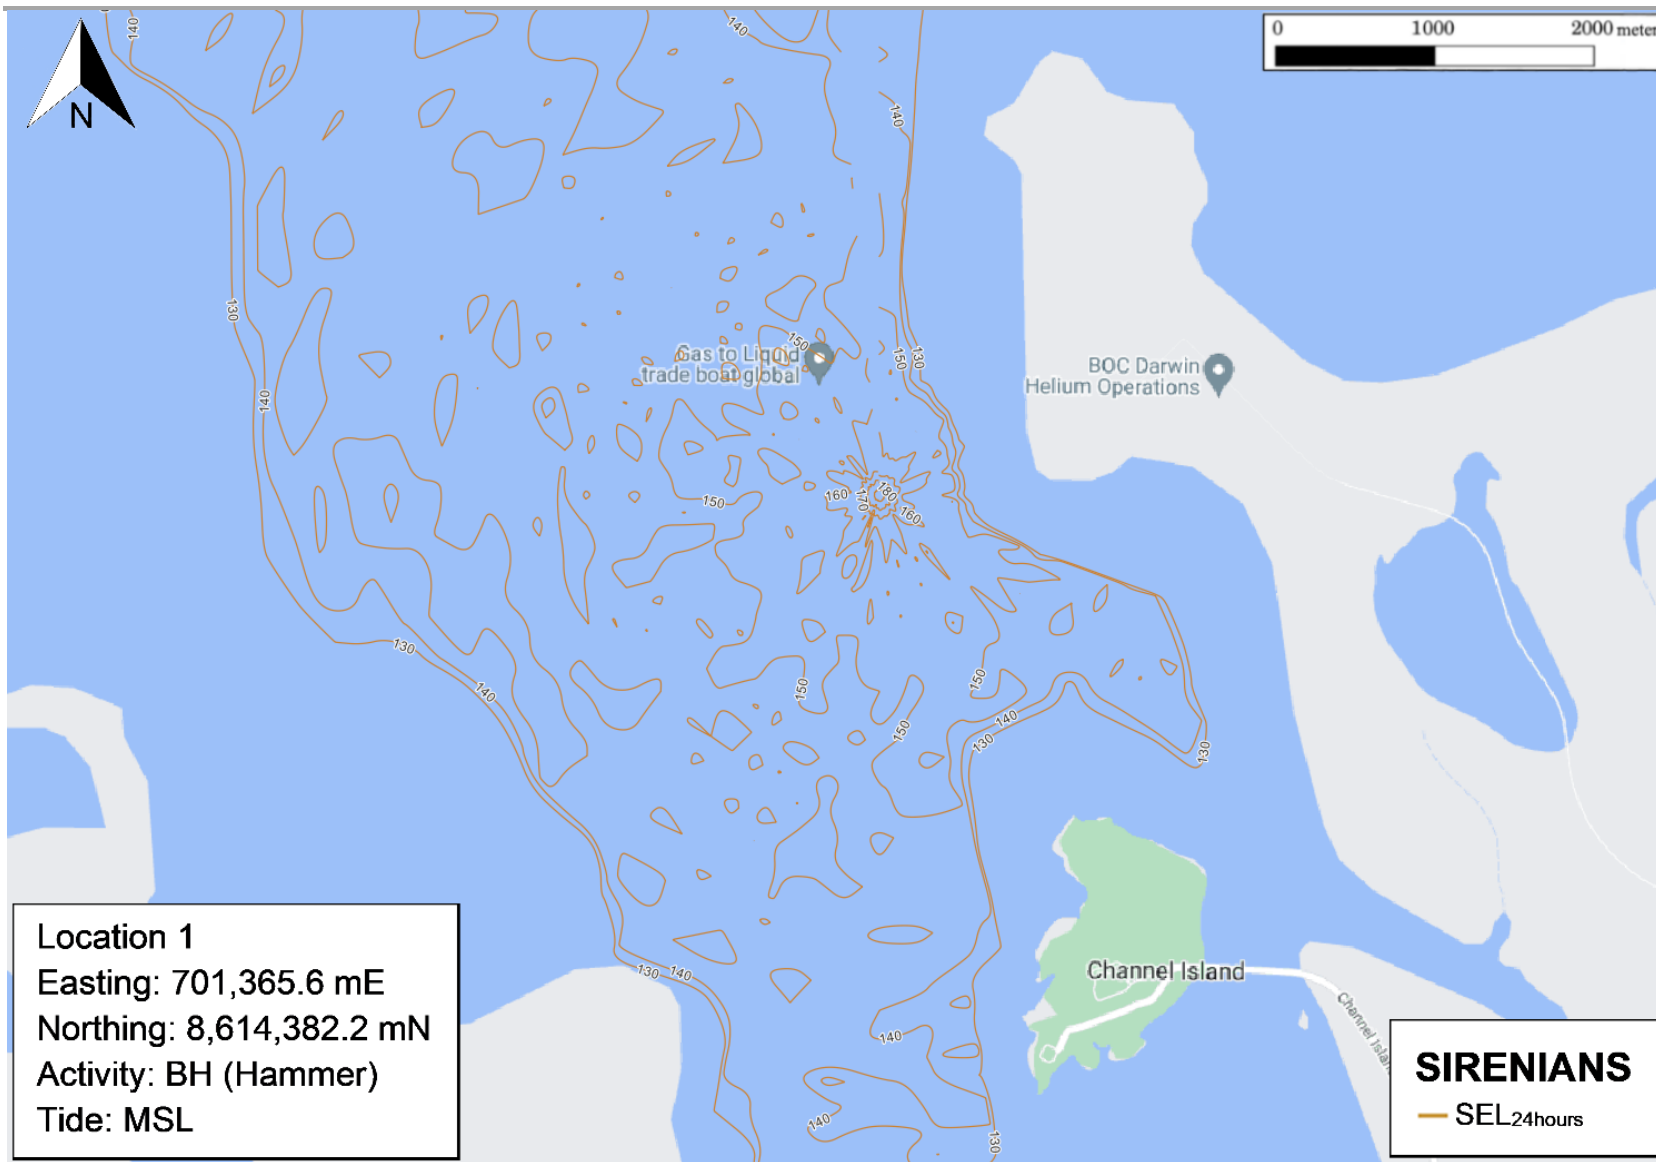 140
140
0 1000 2000 meter
N
140
130
150
130
150
Gas to Liquid
trade boat global
BOC Darwin
Helium Operations
140
150
160
170
180
160
130
140
150
150
150
140
130
130
130
140
Channel Island
Channel Islan
140
140
130
Location 1
Easting: 701,365.6 mE
Northing: 8,614,382.2 mN
Activity: BH (Hammer)
Tide: MSL
SIRENIANS
SEL24hours